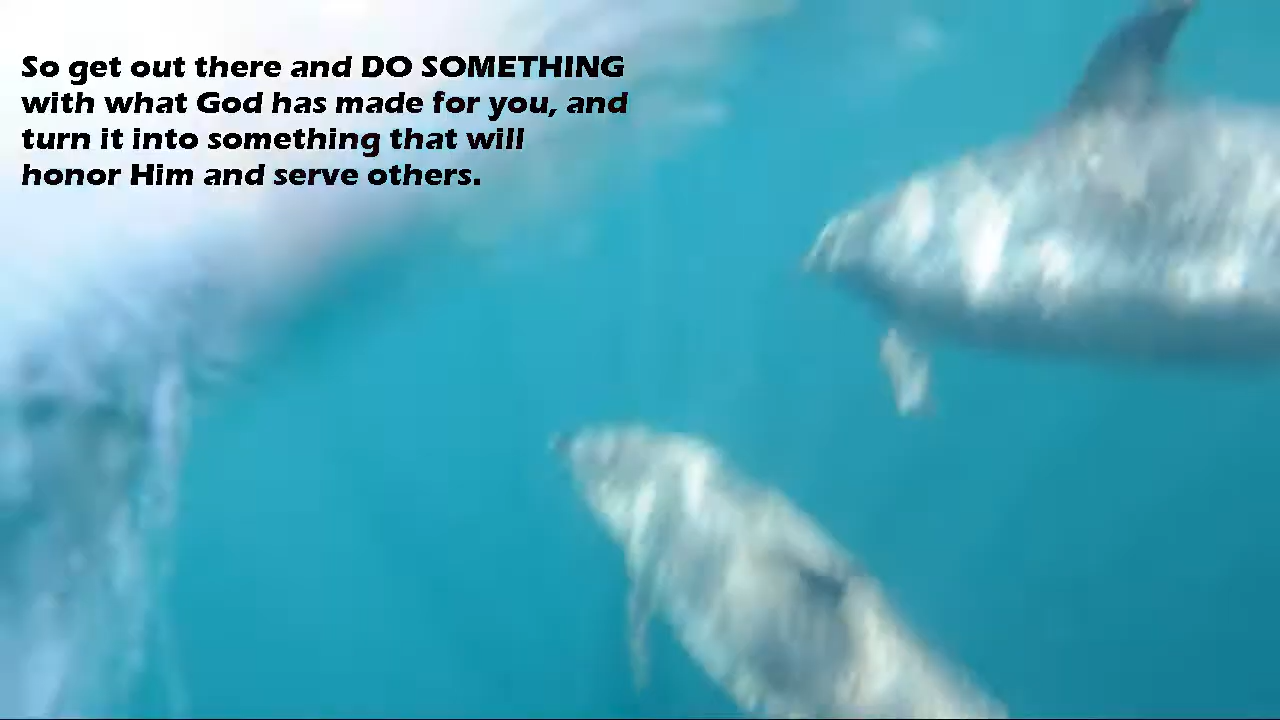 So get out there and DO SOMETHING
with what God has made for you, and
turn it into something that will
honor Him and serve others.